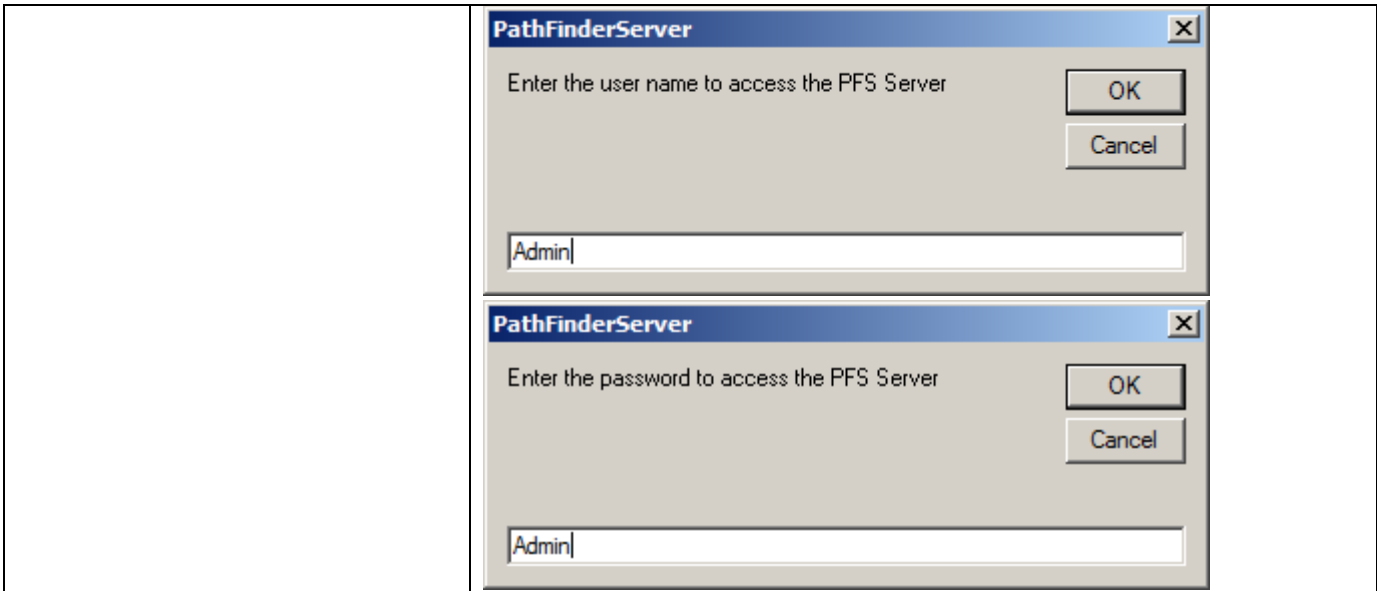 PathFinderServer
Enter the user name to access the PFS Server
OK
Cancel
Admin
PathFinderServer
Enter the password to access the PFS Server
OK
Cancel
Admin